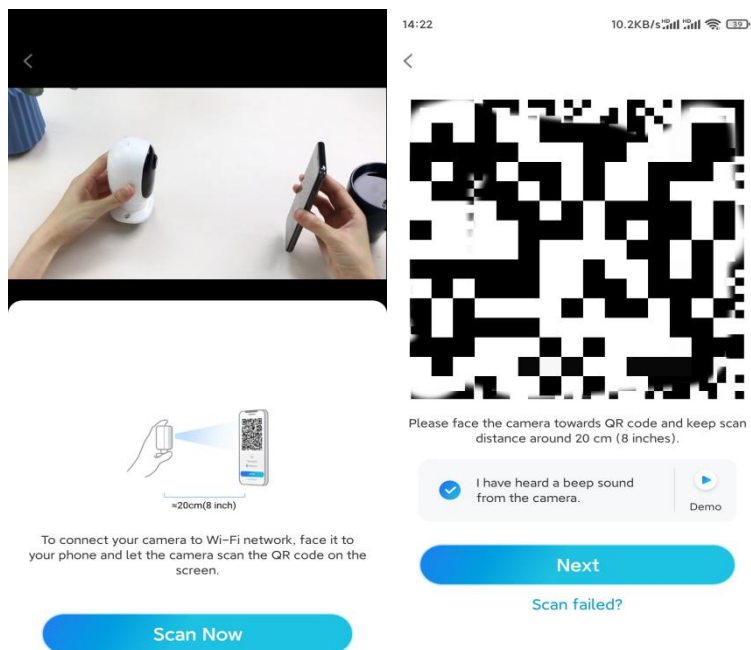 ≈20cm(8 inch)
To connect your camera to Wi-Fi network, face it to
your phone and let the camera scan the QR code on the
screen.
Scan Now
14:22
10.2KB/s HD HD 39
Please face the camera towards QR code and keep scan
distance around 20 cm (8 inches).
I have heard a beep sound
from the camera.
Demo
Next
Scan failed?